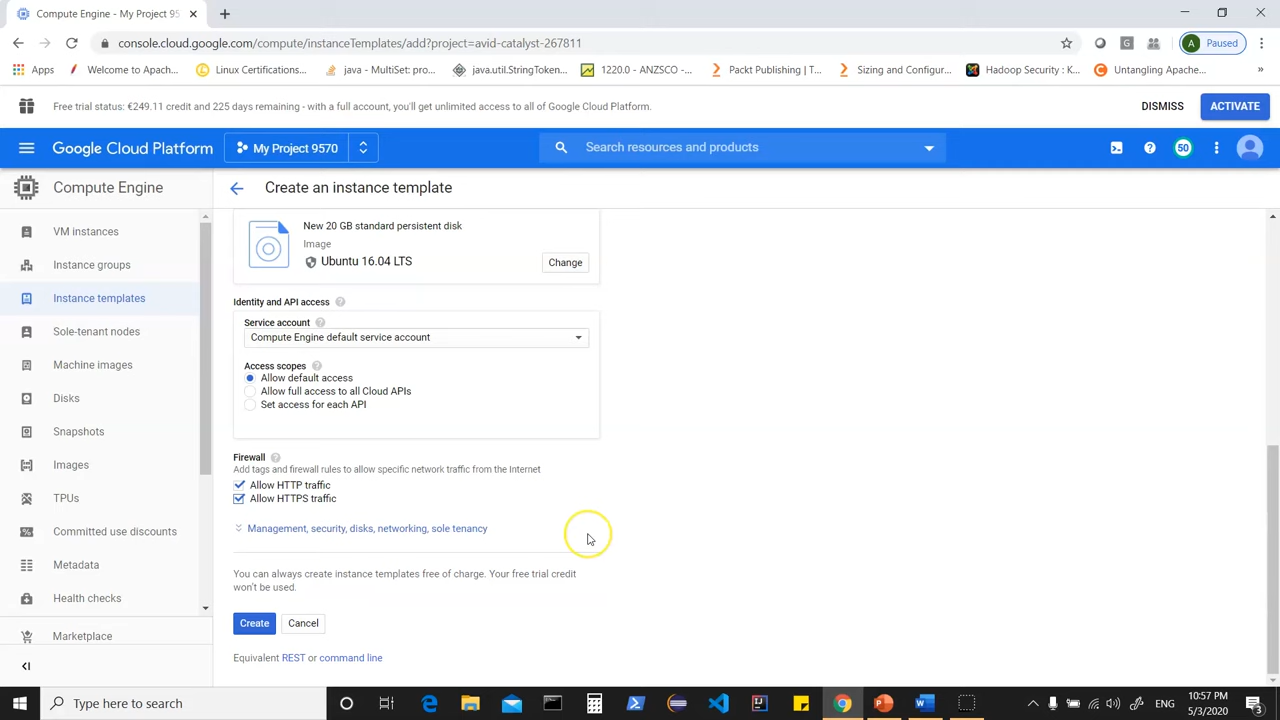 Compute Engine - My Project 95
console.cloud.google.com/compute/instanceTemplates/add?project=avid-catalyst-267811
A
Paused
Apps
Welcome to Apach...
Linux Certifications...
java - MultiSet: pro...
java.util.StringToken...
1220.0 - ANZSCO -...
Packt Publishing | T...
Sizing and Configur...
Hadoop Security : K...
Untangling Apache...
»
Free trial status: €249.11 credit and 225 days remaining - with a full account, you'll get unlimited access to all of Google Cloud Platform.
DISMISS
ACTIVATE
Google Cloud Platform
My Project 9570
Search resources and products
50
Compute Engine
Create an instance template
VM instances
Instance groups
Instance templates
Sole-tenant nodes
Machine images
Disks
Snapshots
Images
TPUs
Committed use discounts
Metadata
Health checks
Marketplace
New 20 GB standard persistent disk
Image
Ubuntu 16.04 LTS
Change
Identity and API access
Service account
Compute Engine default service account
Access scopes
Allow default access
Allow full access to all Cloud APIs
Set access for each API
Firewall
Add tags and firewall rules to allow specific network traffic from the Internet
Allow HTTP traffic
Allow HTTPS traffic
Management, security, disks, networking, sole tenancy
You can always create instance templates free of charge. Your free trial credit
won't be used.
Create
Cancel
Equivalent REST or command line
Type here to search
ENG
10:57 PM
5/3/2020
3